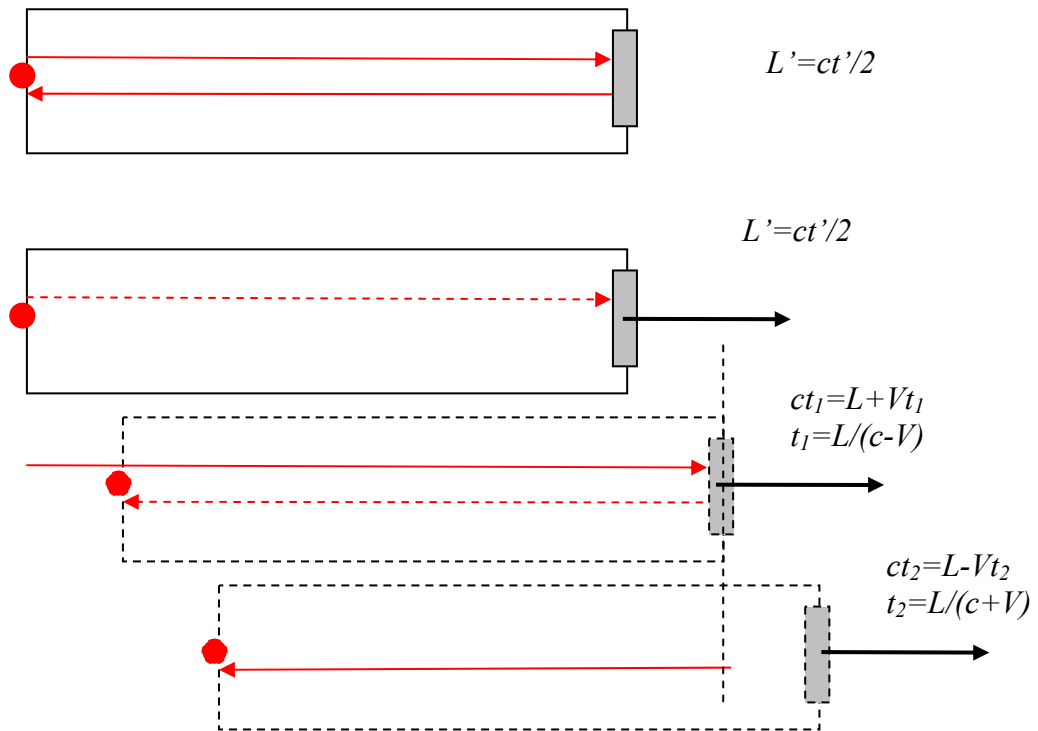 L’=ct’/2
L’=ct’/2
ct₁=L+Vt₁
t₁=L/(c-V)
ct₂=L-Vt₂
t₂=L/(c+V)